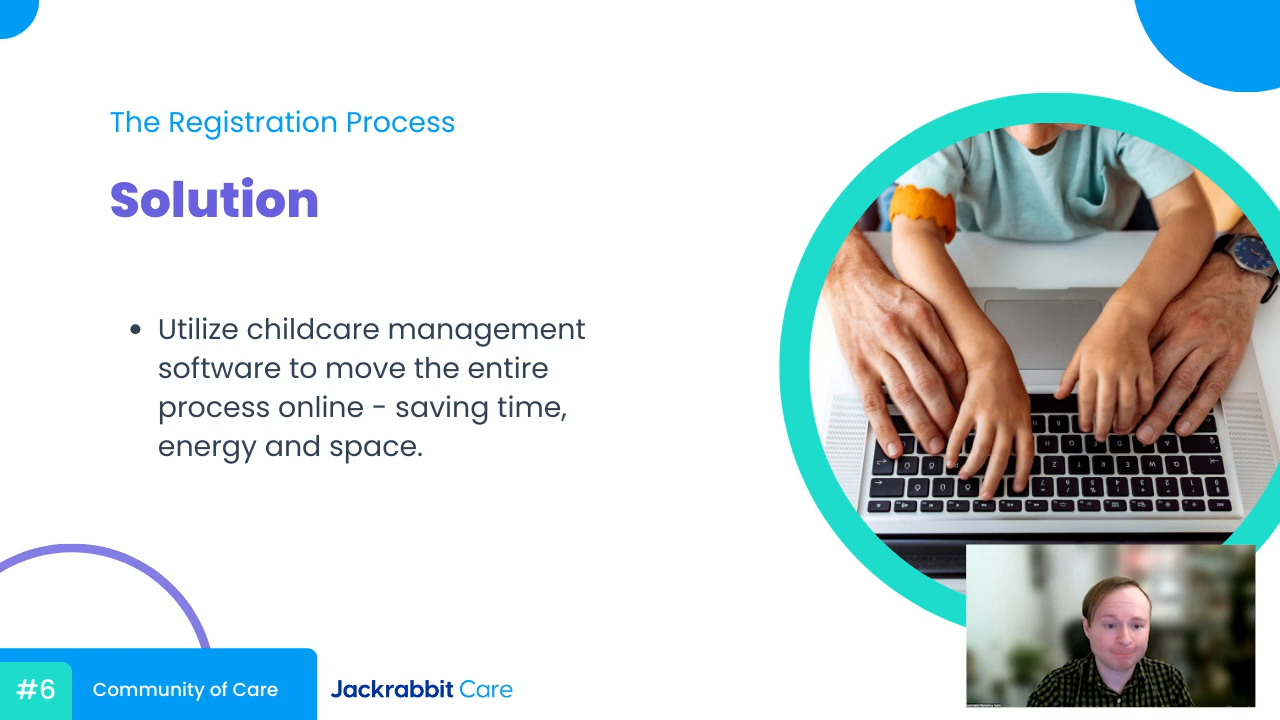 The Registration Process
Solution
• Utilize childcare management
software to move the entire
process online - saving time,
energy and space.
#6
Community of Care
Jackrabbit Care